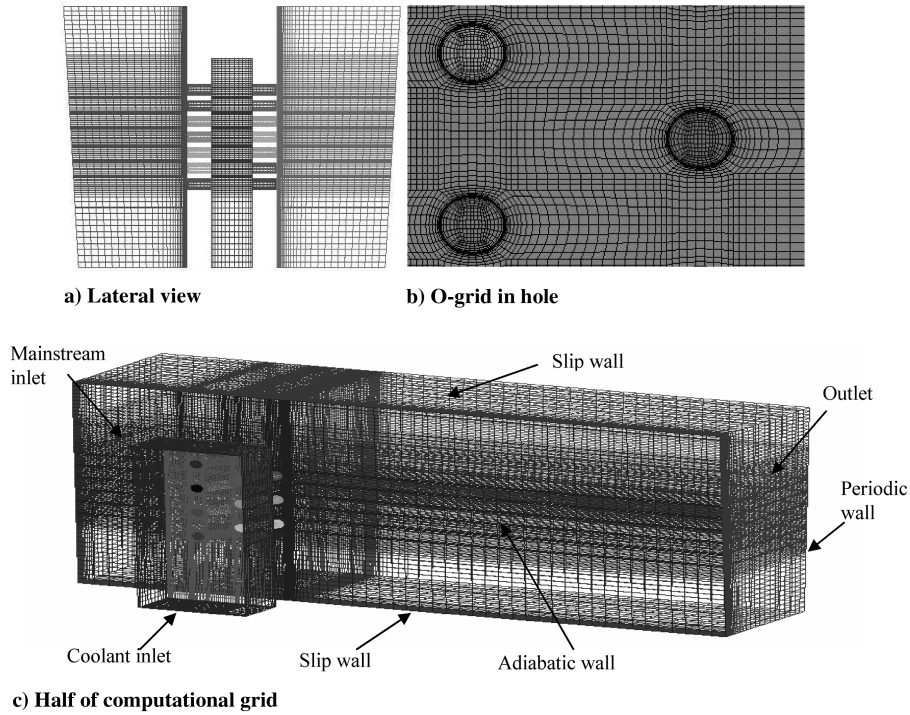 a) Lateral view
b) O-grid in hole
Mainstream
inlet
Slip wall
Outlet
Periodic
wall
Coolant inlet
Slip wall
Adiabatic wall
c) Half of computational grid